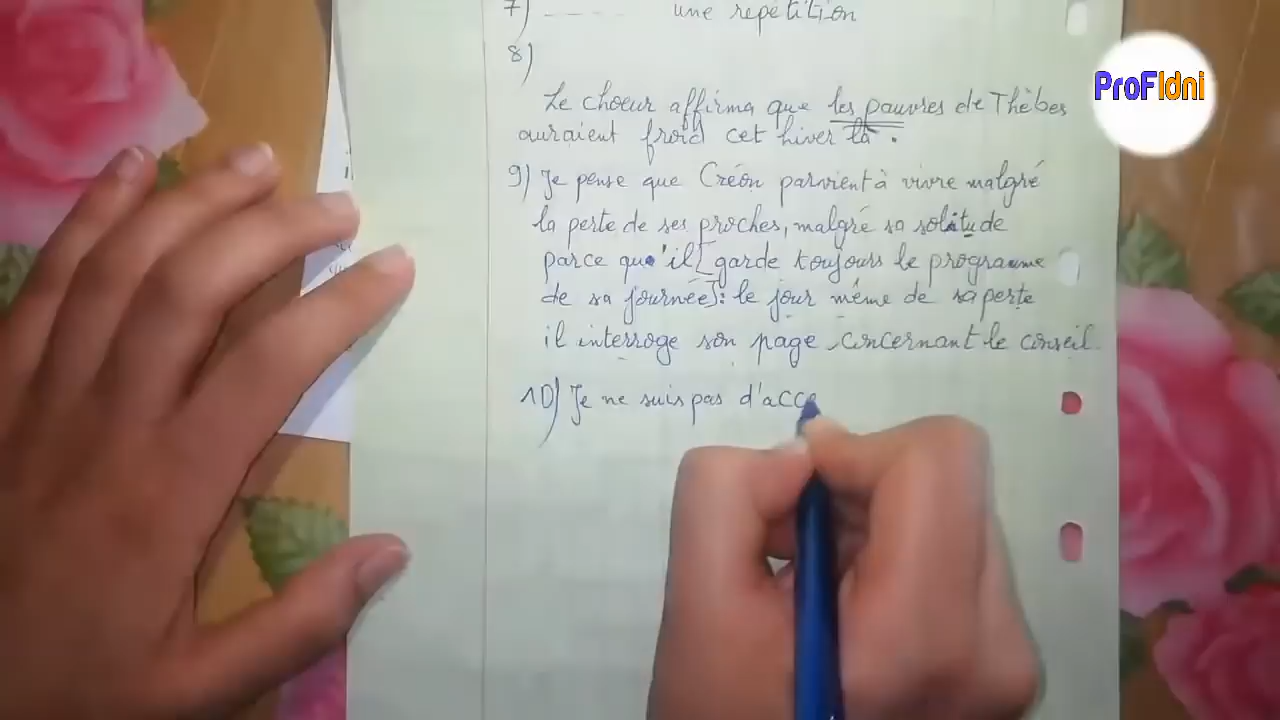 7) ----- une répétition
8)
Le choeur affirma que les pauvres de Thèbes
auraient froid cet hiver là.
9) Je pense que Créon parvient à vivre malgré
la perte de ses proches, malgré sa solitude
parce qu'il [garde toujours le programme
de sa journée]: le jour même de sa perte
il interroge son page concernant le conseil.
10) Je ne suis pas d'acco
ProFIdni